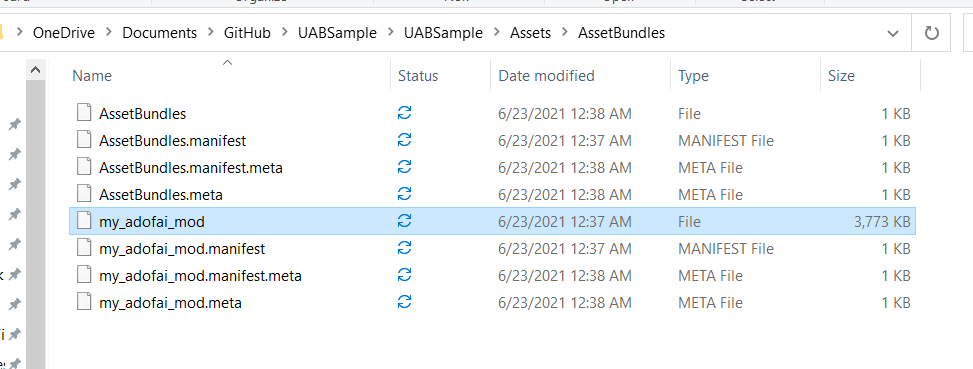 OneDrive > Documents > GitHub > UABSample > UABSample > Assets > AssetBundles
Name Status Date modified Type Size
AssetBundles 6/23/2021 12:38 AM File 1 KB
AssetBundles.manifest 6/23/2021 12:37 AM MANIFEST File 1 KB
AssetBundles.manifest.meta 6/23/2021 12:38 AM META File 1 KB
AssetBundles.meta 6/23/2021 12:38 AM META File 1 KB
my_adofai_mod 6/23/2021 12:37 AM File 3,773 KB
my_adofai_mod.manifest 6/23/2021 12:37 AM MANIFEST File 1 KB
my_adofai_mod.manifest.meta 6/23/2021 12:38 AM META File 1 KB
my_adofai_mod.meta 6/23/2021 12:38 AM META File 1 KB